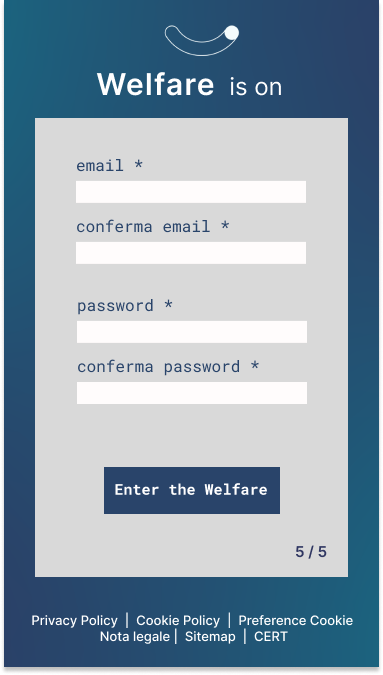 Welfare is on
email *
conferma email *
password *
conferma password *
Enter the Welfare
5 / 5
Privacy Policy | Cookie Policy | Preference Cookie
Nota legale | Sitemap | CERT